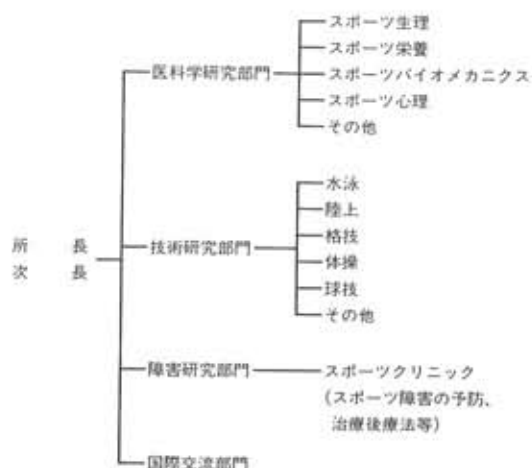 所長
次長
医科学研究部門
スポーツ生理
スポーツ栄養
スポーツバイオメカニクス
スポーツ心理
その他
技術研究部門
水泳
陸上
格技
体操
球技
その他
障害研究部門
スポーツクリニック
(スポーツ障害の予防、
治療後療法等)
国際交流部門